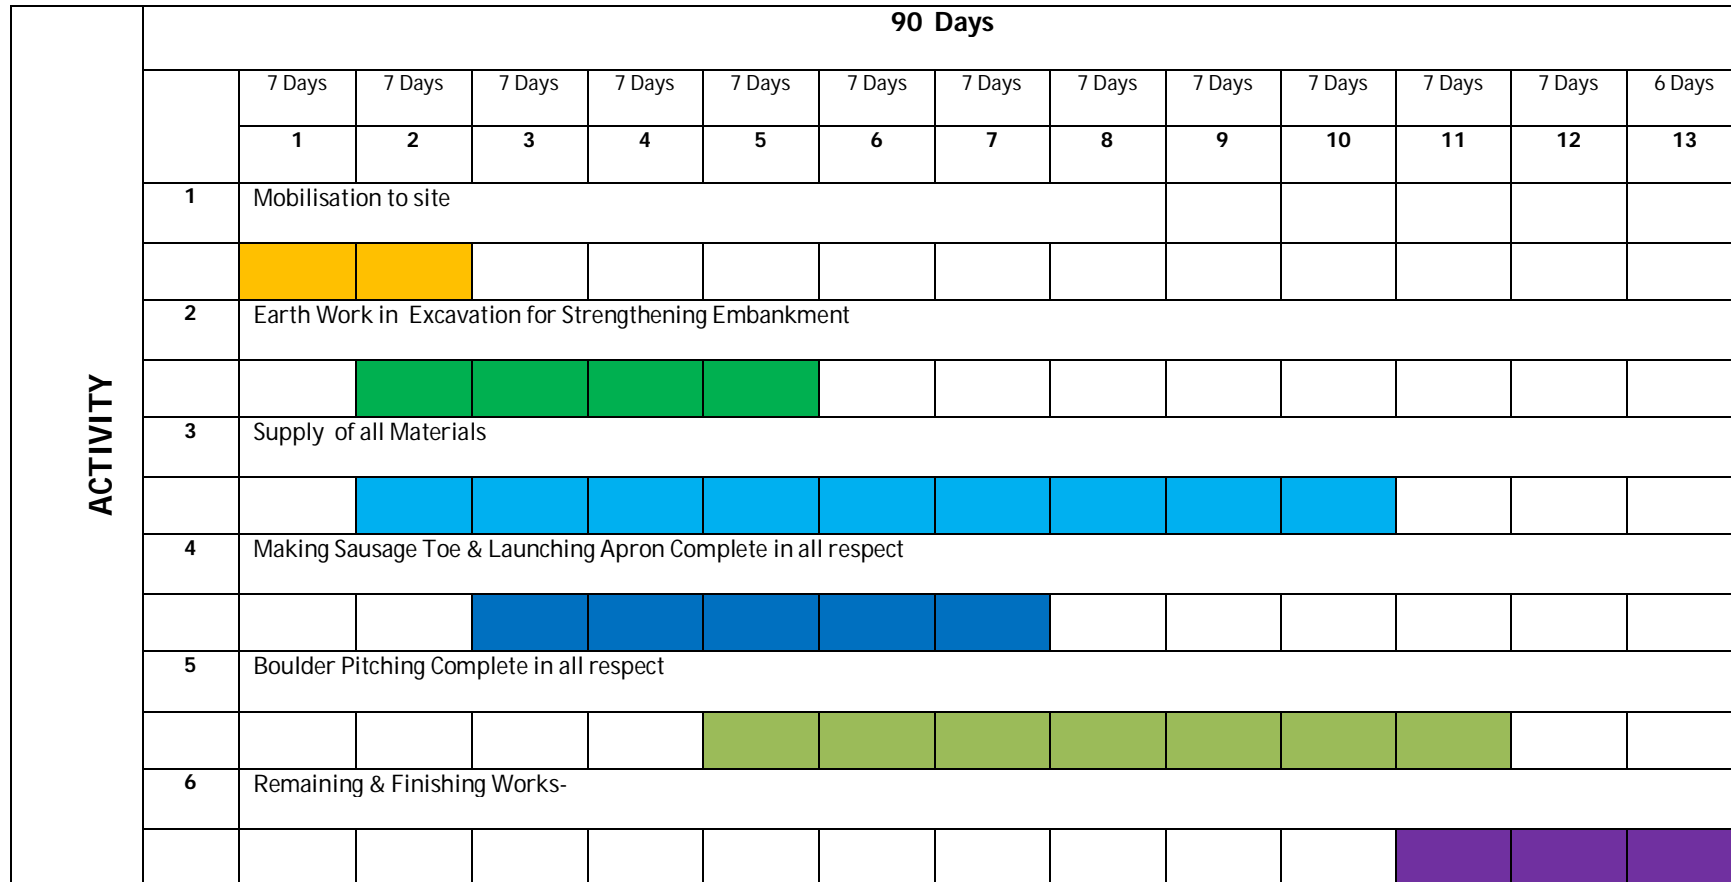 90 Days
7 Days 7 Days 7 Days 7 Days 7 Days 7 Days 7 Days 7 Days 7 Days 7 Days 7 Days 7 Days 6 Days
1 2 3 4 5 6 7 8 9 10 11 12 13
ACTIVITY
1 Mobilisation to site
2 Earth Work in Excavation for Strengthening Embankment
3 Supply of all Materials
4 Making Sausage Toe & Launching Apron Complete in all respect
5 Boulder Pitching Complete in all respect
6 Remaining & Finishing Works-